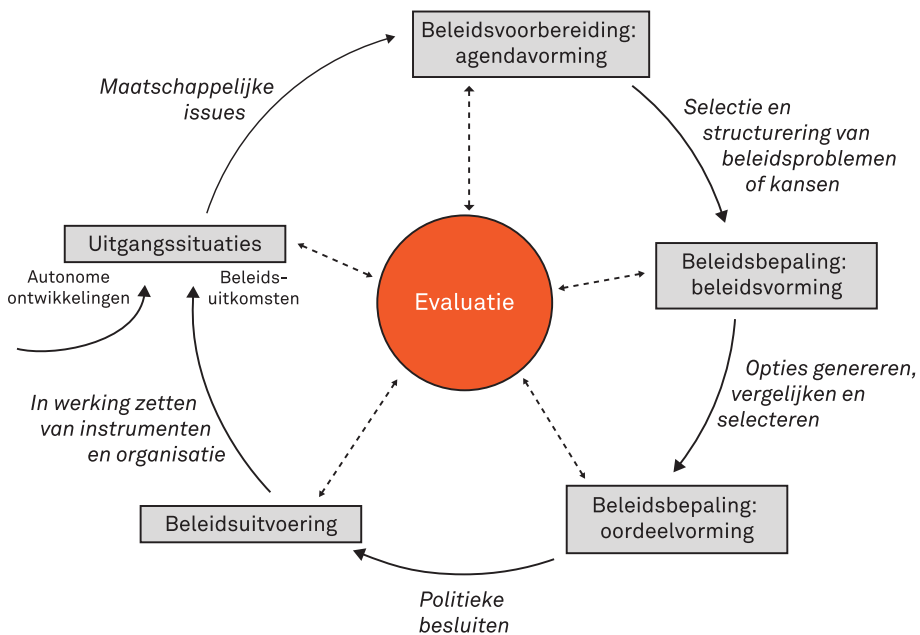 Beleidsvoorbereiding:
agendavorming
Maatschappelijke
issues
Selectie en
structurering van
beleidsproblemen
of kansen
Uitgangssituaties
Autonome
ontwikkelingen
Beleids-
uitkomsten
Evaluatie
Beleidsbepaling:
beleidsvorming
Opties genereren,
vergelijken en
selecteren
In werking zetten
van instrumenten
en organisatie
Beleidsuitvoering
Beleidsbepaling:
oordeelvorming
Politieke
besluiten